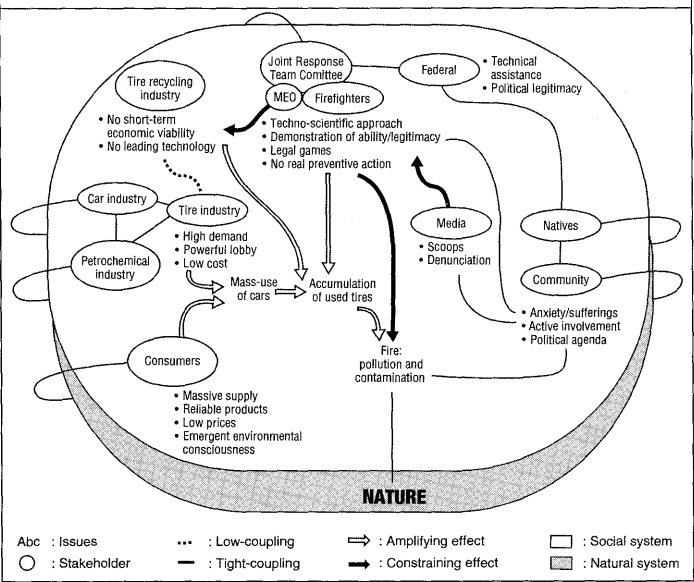 Joint Response
Team Comittee
MEO
Firefighters
Federal
• Technical
assistance
• Political legitimacy
Tire recycling
industry
• No short-term
economic viability
• No leading technology
• Techno-scientific approach
• Demonstration of ability/legitimacy
• Legal games
• No real preventive action
Car industry
Tire industry
Petrochemical
industry
• High demand
• Powerful lobby
• Low cost
Media
• Scoops
• Denunciation
Natives
Community
Mass-use
of cars
Accumulation
of used tires
• Anxiety/sufferings
• Active involvement
• Political agenda
Fire:
pollution and
contamination
Consumers
• Massive supply
• Reliable products
• Low prices
• Emergent environmental
consciousness
NATURE
Abc : Issues
: Low-coupling
: Amplifying effect
: Social system
: Stakeholder
: Tight-coupling
: Constraining effect
: Natural system